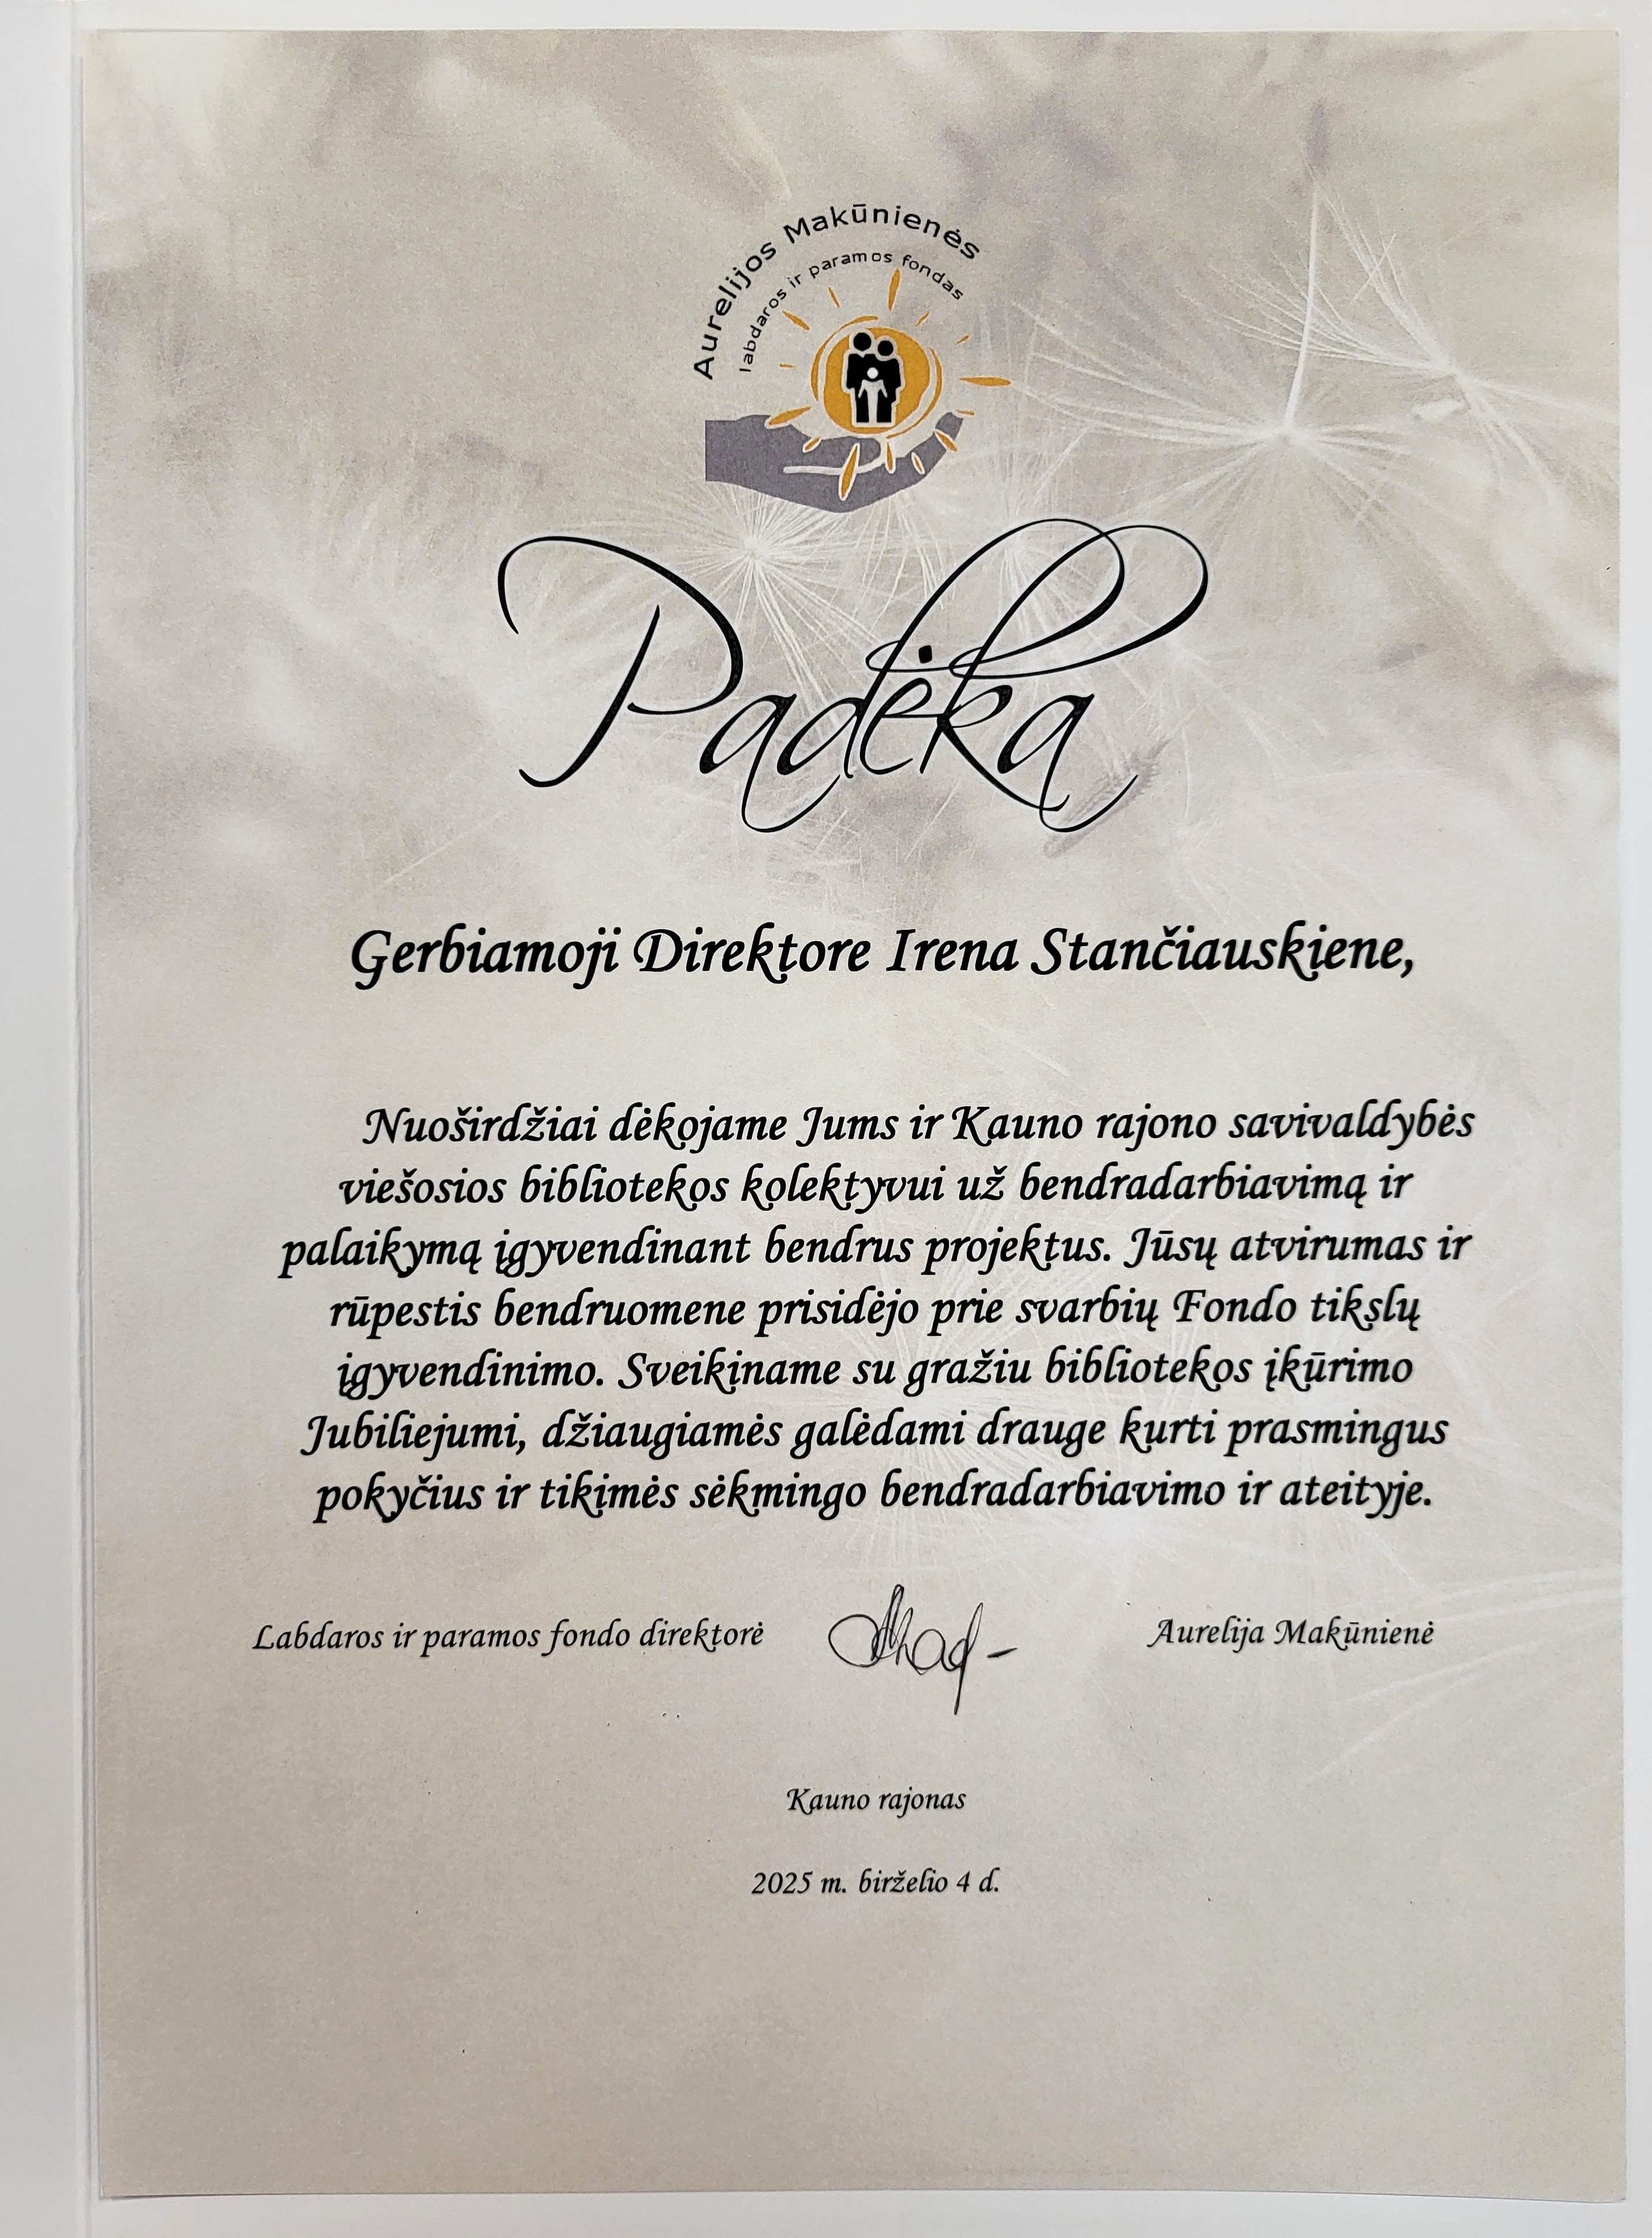 Aurelijos Makūnienės
labdaros ir paramos fondas
Padėka
Gerbiamoji Direktore Irena Stančiauskiene,
Nuoširdžiai dėkojame Jums ir Kauno rajono savivaldybės
viešosios bibliotekos kolektyvui už bendradarbiavimą ir
palaikymą įgyvendinant bendrus projektus. Jūsų atvirumas ir
rūpestis bendruomene prisidėjo prie svarbių Fondo tikslų
įgyvendinimo. Sveikiname su gražiu bibliotekos įkūrimo
Jubiliejumi, džiaugiamės galėdami drauge kurti prasmingus
pokyčius ir tikimės sėkmingo bendradarbiavimo ir ateityje.
Labdaros ir paramos fondo direktorė Aurelija Makūnienė
Kauno rajonas
2025 m. birželio 4 d.